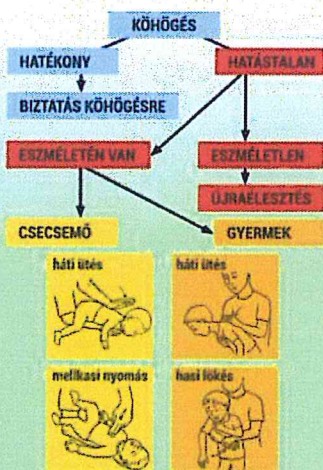 KÖHÖGÉS
HATÉKONY
HATÁSTALAN
BIZTATÁS KÖHÖGÉSRE
ESZMÉLETÉN VAN
ESZMÉLETLEN
ÚJRAÉLESZTÉS
CSECSEMŐ
GYERMEK
háti ütés
háti ütés
mellkasi nyomás
hasi lökés